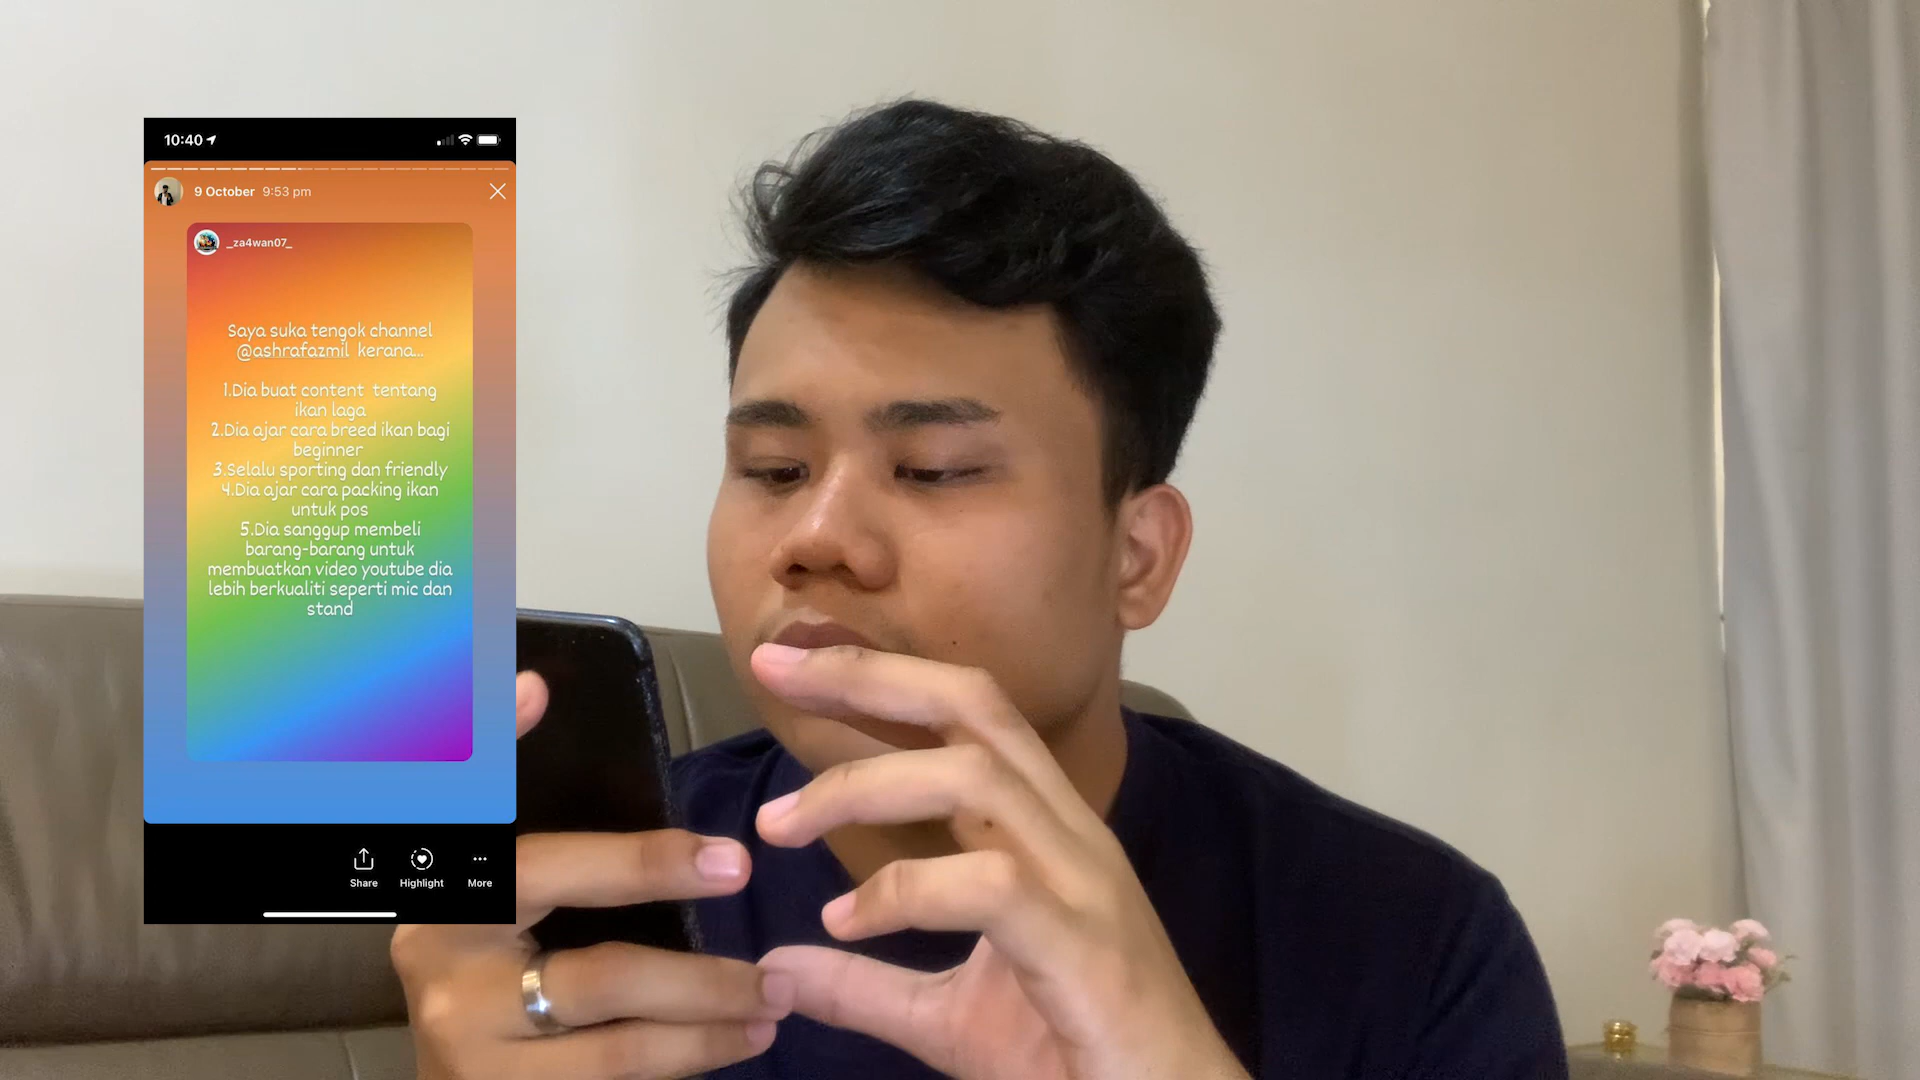 10:40
9 October 9:53 pm
_za4wan07_
Saya suka tengok channel
@ashrafazmil kerana...
1.Dia buat content tentang
ikan laga
2.Dia ajar cara breed ikan bagi
beginner
3.Selalu sporting dan friendly
4.Dia ajar cara packing ikan
untuk pos
5.Dia sanggup membeli
barang-barang untuk
membuatkan video youtube dia
lebih berkualiti seperti mic dan
stand
Share Highlight More